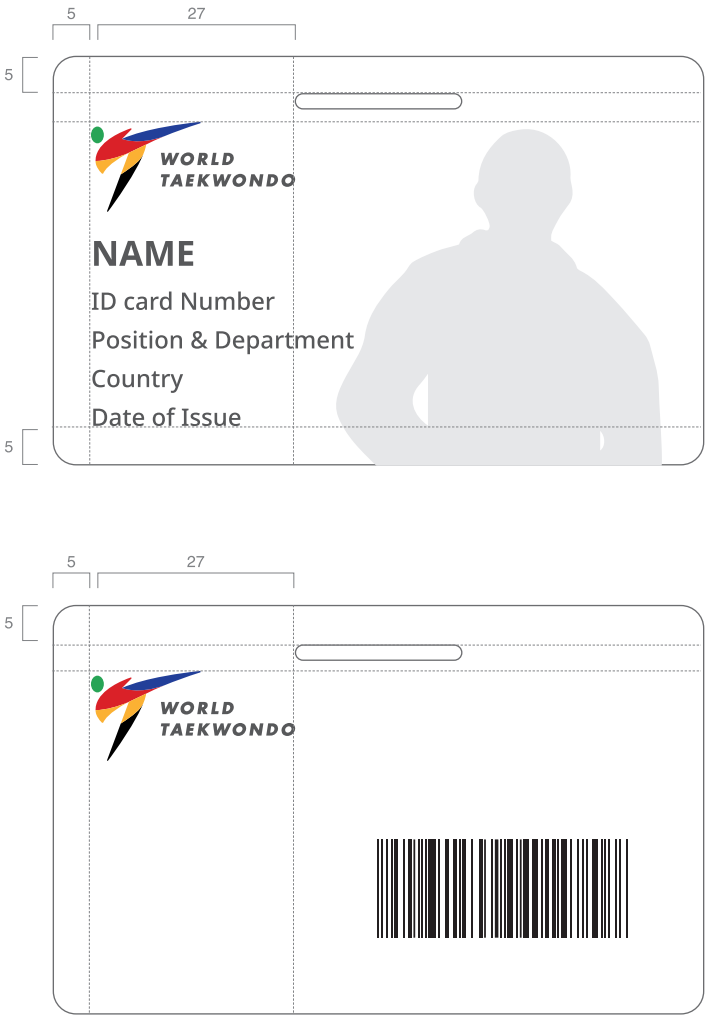 5
27
5
WORLD
TAEKWONDO
NAME
ID card Number
Position & Department
Country
Date of Issue
5
5
27
5
WORLD
TAEKWONDO